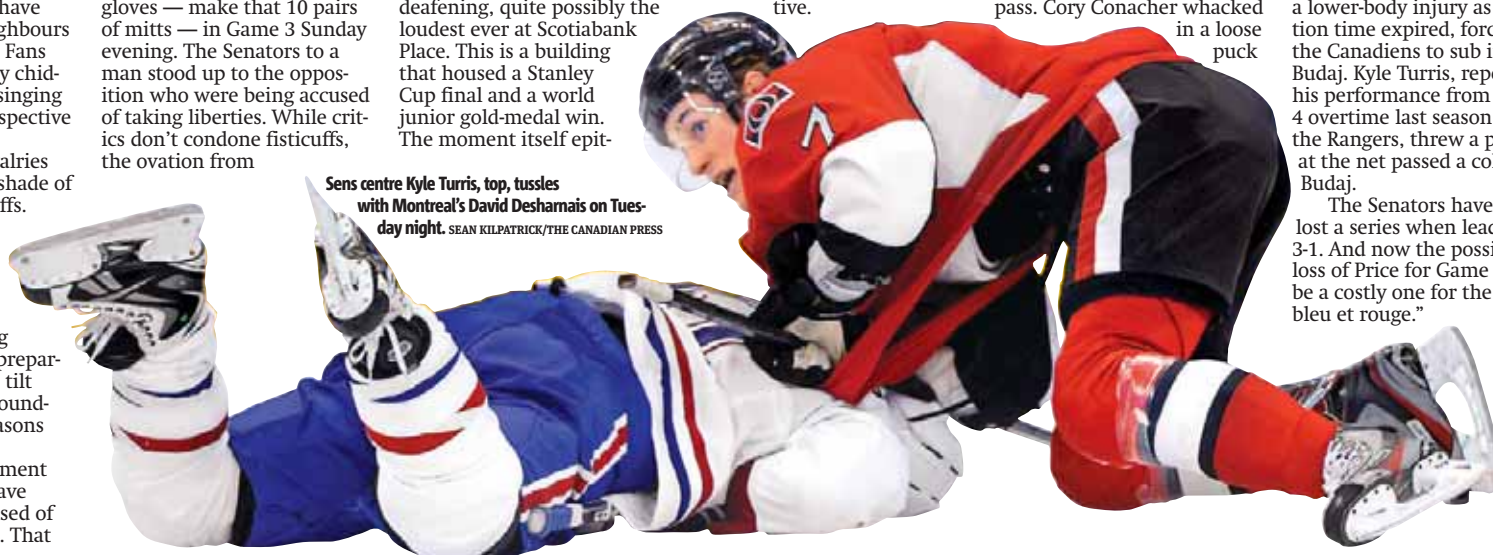 have
ghbours
Fans
y chid-
singing
spective
alries
shade of
ffs.
g
prepar-
tilt
ound-
asons
ment
ave
sed of
. That
gloves — make that 10 pairs
of mitts — in Game 3 Sunday
evening. The Senators to a
man stood up to the oppos-
ition who were being accused
of taking liberties. While crit-
ics don't condone fisticuffs,
the ovation from
deafening, quite possibly the
loudest ever at Scotiabank
Place. This is a building
that housed a Stanley
Cup final and a world
junior gold-medal win.
The moment itself epit-
tive.
pass. Cory Conacher whacked
in a loose
puck
a lower-body injury as
tion time expired, forc
the Canadiens to sub i
Budaj. Kyle Turris, repe
his performance from
4 overtime last season
the Rangers, threw a p
at the net passed a co
Budaj.
The Senators have
lost a series when lead
3-1. And now the possi
loss of Price for Game
be a costly one for the
bleu et rouge.”
Sens centre Kyle Turris, top, tussles
with Montreal's David Desharnais on Tues-
day night. SEAN KILPATRICK/THE CANADIAN PRESS
7